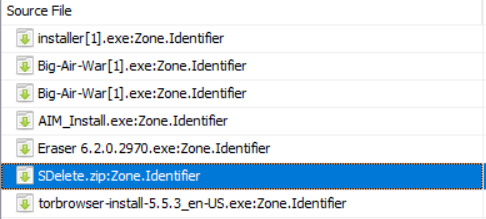 Source File
installer[1].exe:Zone.Identifier
Big-Air-War[1].exe:Zone.Identifier
Big-Air-War[1].exe:Zone.Identifier
AIM_Install.exe:Zone.Identifier
Eraser 6.2.0.2970.exe:Zone.Identifier
SDelete.zip:Zone.Identifier
torbrowser-install-5.5.3_en-US.exe:Zone.Identifier